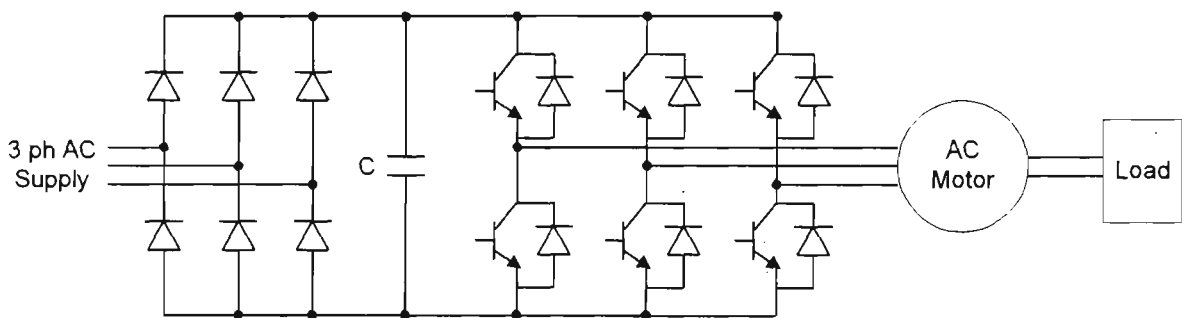 3 ph AC
Supply
C
AC
Motor
Load